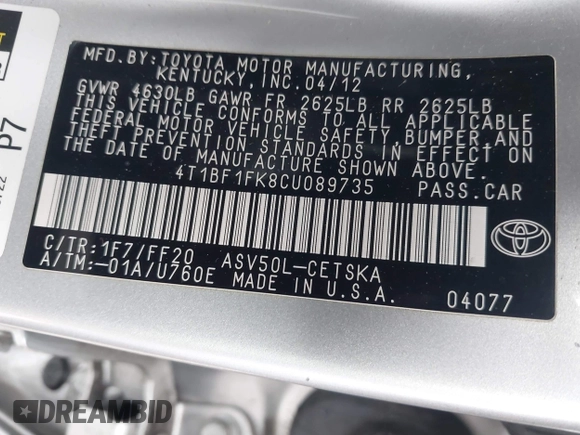 MFD.BY:TOYOTA MOTOR MANUFACTURING,
KENTUCKY, INC. 04/12
GVWR 4630LB GAWR FR 2625LB RR 2625LB
THIS VEHICLE CONFORMS TO ALL APPLICABLE
FEDERAL MOTOR VEHICLE SAFETY, BUMPER, AND
THEFT PREVENTION STANDARDS IN EFFECT ON
THE DATE OF MANUFACTURE SHOWN ABOVE.
4T1BF1FK8CU089735 PASS.CAR
C/TR:1F7/FF20 ASV50L-CETSKA
A/TM:-01A/U760E MADE IN U.S.A.
04077
P7
DREAMBID